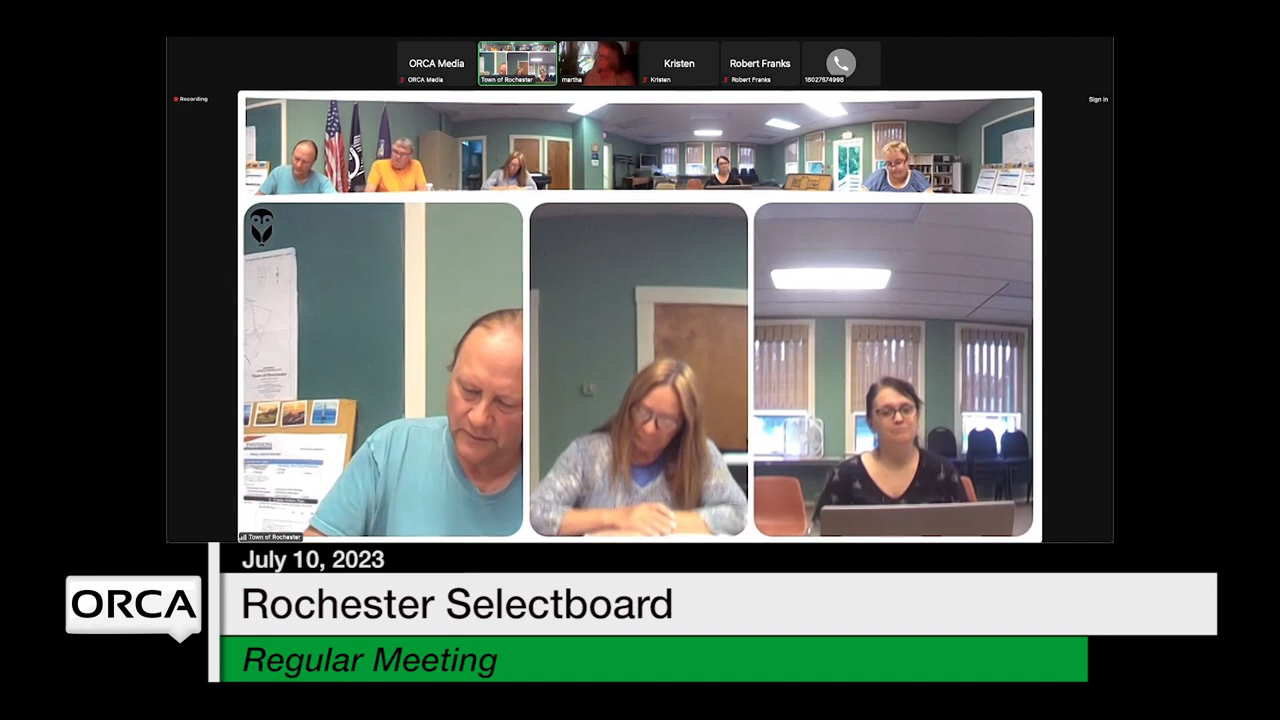 ORCA Media
Kristen
Robert Franks
ORCA Media
Town of Rochester
martha
Kristen
Robert Franks
18027674998
Recording
Sign in
Town of Rochester
July 10, 2023
ORCA
Rochester Selectboard
Regular Meeting